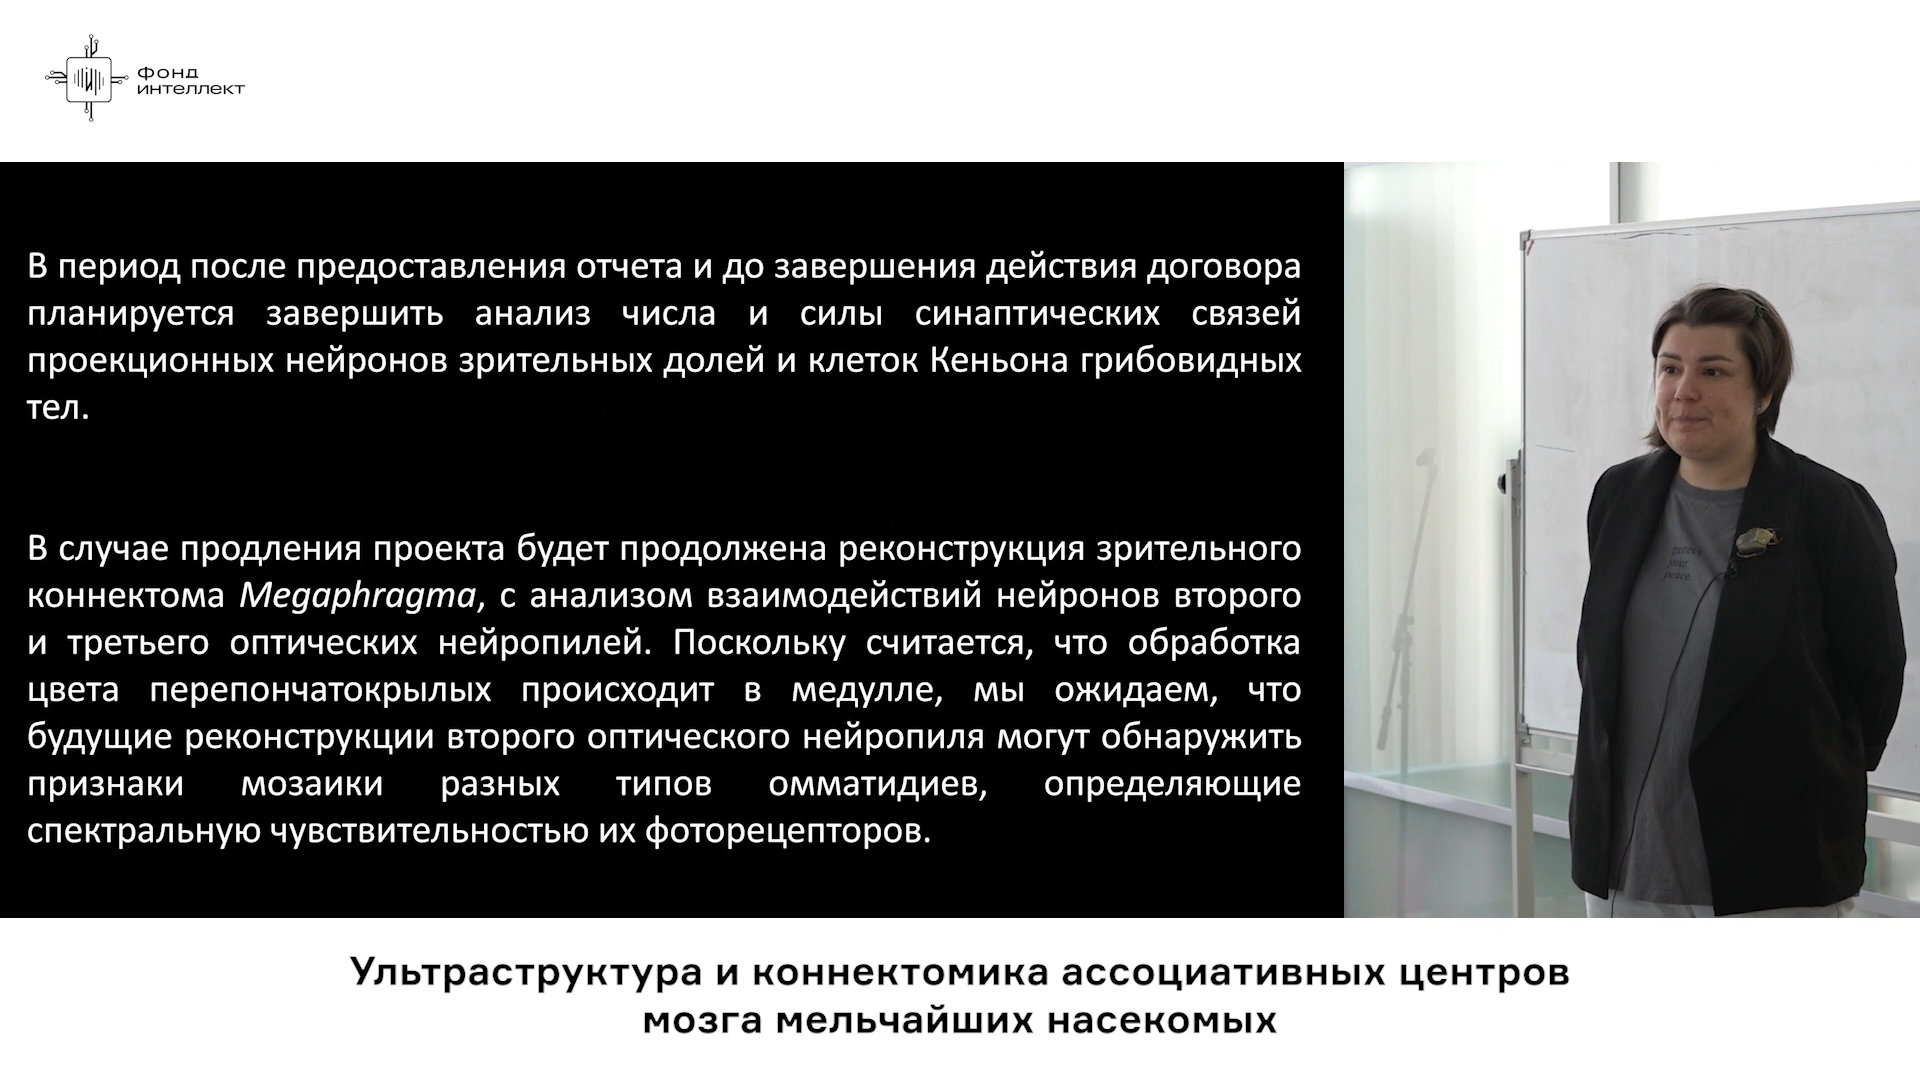 Фонд
интеллект
В период после предоставления отчета и до завершения действия договора
планируется завершить анализ числа и силы синаптических связей
проекционных нейронов зрительных долей и клеток Кеньона грибовидных
тел.
В случае продления проекта будет продолжена реконструкция зрительного
коннектома Megaphragma, с анализом взаимодействий нейронов второго
и третьего оптических нейропилей. Поскольку считается, что обработка
цвета перепончатокрылых происходит в медулле, мы ожидаем, что
будущие реконструкции второго оптического нейропиля могут обнаружить
признаки мозаики разных типов омматидиев, определяющие
спектральную чувствительностью их фоторецепторов.
protect
your
peace.
Ультраструктура и коннектомика ассоциативных центров
мозга мельчайших насекомых